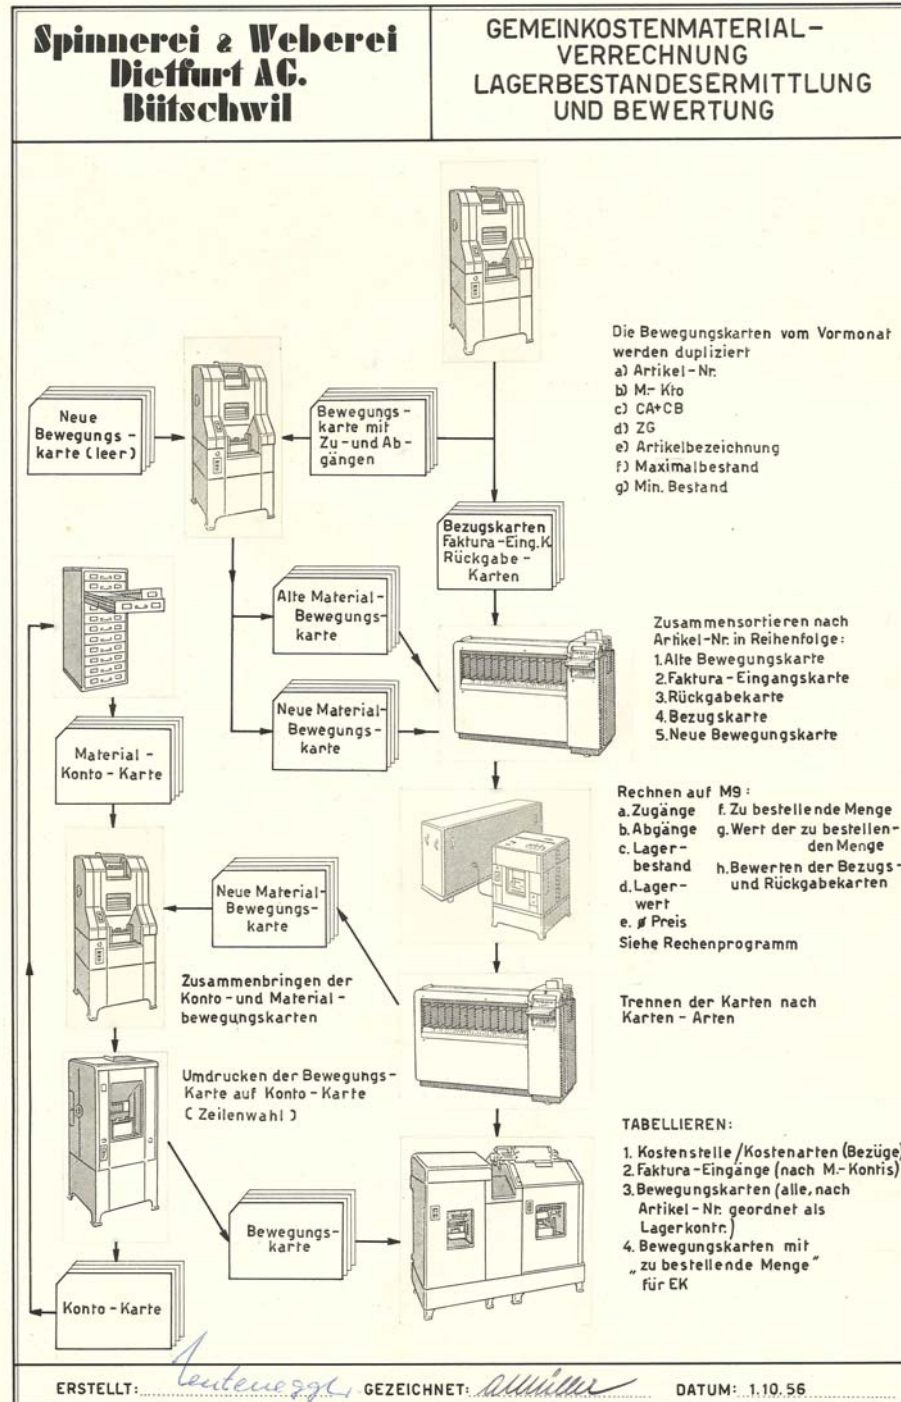 Spinnerei & Weberei
Dietfurt AG.
Bütschwil
GEMEINKOSTENMATERIAL-
VERRECHNUNG
LAGERBESTANDESERMITTLUNG
UND BEWERTUNG
Die Bewegungskarten vom Vormonat
werden dupliziert
a) Artikel-Nr.
b) M.- Kto
c) CA+CB
d) ZG
e) Artikelbezeichnung
f) Maximalbestand
g) Min. Bestand
Neue
Bewegungs-
karte (leer)
Bewegungs-
karte mit
Zu- und Ab-
gängen
Bezugskarten
Faktura-Eing.K.
Rückgabe-
Karten
Alte Material-
Bewegungs-
karte
Zusammensortieren nach
Artikel-Nr. in Reihenfolge:
1. Alte Bewegungskarte
2. Faktura-Eingangskarte
3. Rückgabekarte
4. Bezugskarte
5. Neue Bewegungskarte
Neue Material-
Bewegungs-
karte
Material-
Konto-Karte
Rechnen auf M9:
a. Zugänge
b. Abgänge
c. Lager-
bestand
d. Lager-
wert
e. ø Preis
f. Zu bestellende Menge
g. Wert der zu bestellen-
den Menge
h. Bewerten der Bezugs-
und Rückgabekarten
Siehe Rechenprogramm
Neue Material-
Bewegungs-
karte
Zusammenbringen der
Konto- und Material-
bewegungskarten
Trennen der Karten nach
Karten-Arten
Umdrucken der Bewegungs-
Karte auf Konto-Karte
(Zeilenwahl)
TABELLIEREN:
1. Kostenstelle/Kostenarten (Bezüge)
2. Faktura-Eingänge (nach M.-Kontis)
3. Bewegungskarten (alle, nach
Artikel-Nr. geordnet als
Lagerkontr.)
4. Bewegungskarten mit
„zu bestellende Menge"
für EK
Bewegungs-
karte
Konto-Karte
ERSTELLT: GEZEICHNET: DATUM: 1.10.56